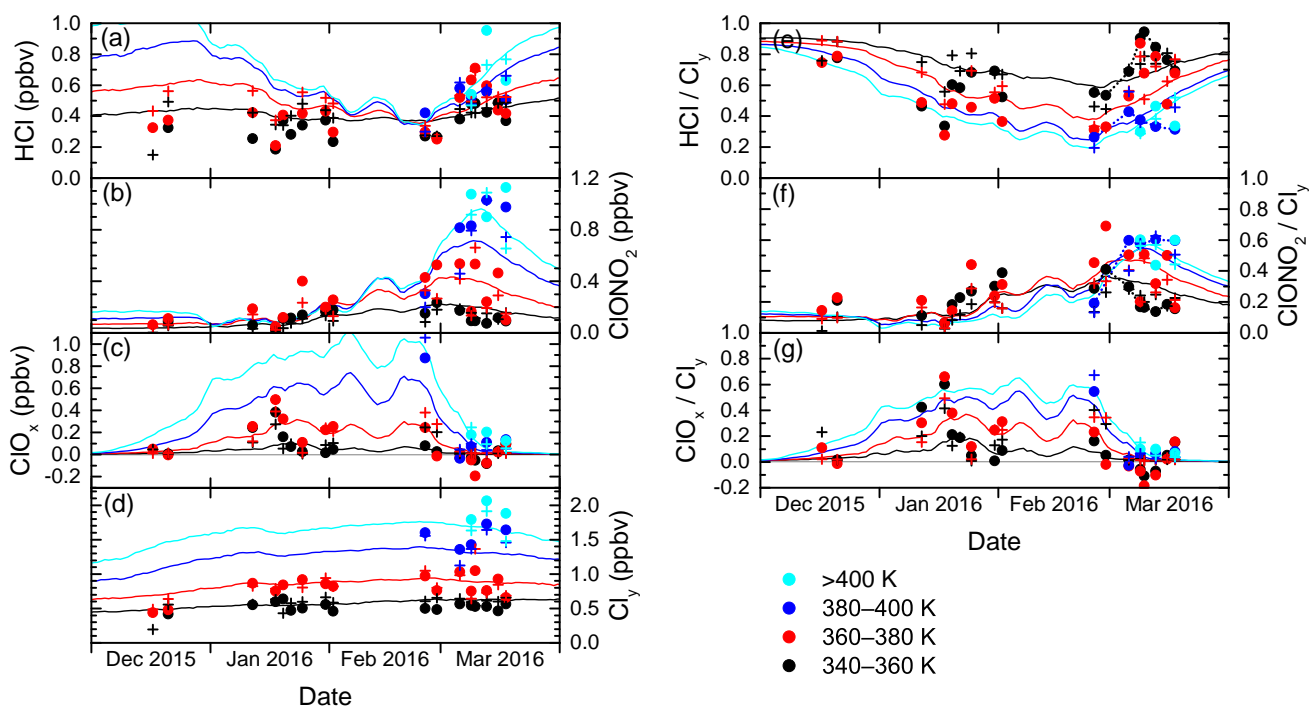 (a)
HCl (ppbv)
1.0
0.8
0.6
0.4
0.2
0.0
(b)
ClONO2 (ppbv)
1.2
0.8
0.4
0.0
(c)
ClOx (ppbv)
1.0
0.8
0.6
0.4
0.2
0.0
-0.2
(d)
Cly (ppbv)
2.0
1.5
1.0
0.5
0.0
Dec 2015 Jan 2016 Feb 2016 Mar 2016
Date
(e)
HCl / Cly
1.0
0.8
0.6
0.4
0.2
0.0
(f)
ClONO2 / Cly
1.0
0.8
0.6
0.4
0.2
0.0
(g)
ClOx / Cly
1.0
0.8
0.6
0.4
0.2
0.0
-0.2
Dec 2015 Jan 2016 Feb 2016 Mar 2016
Date
>400 K
380–400 K
360–380 K
340–360 K